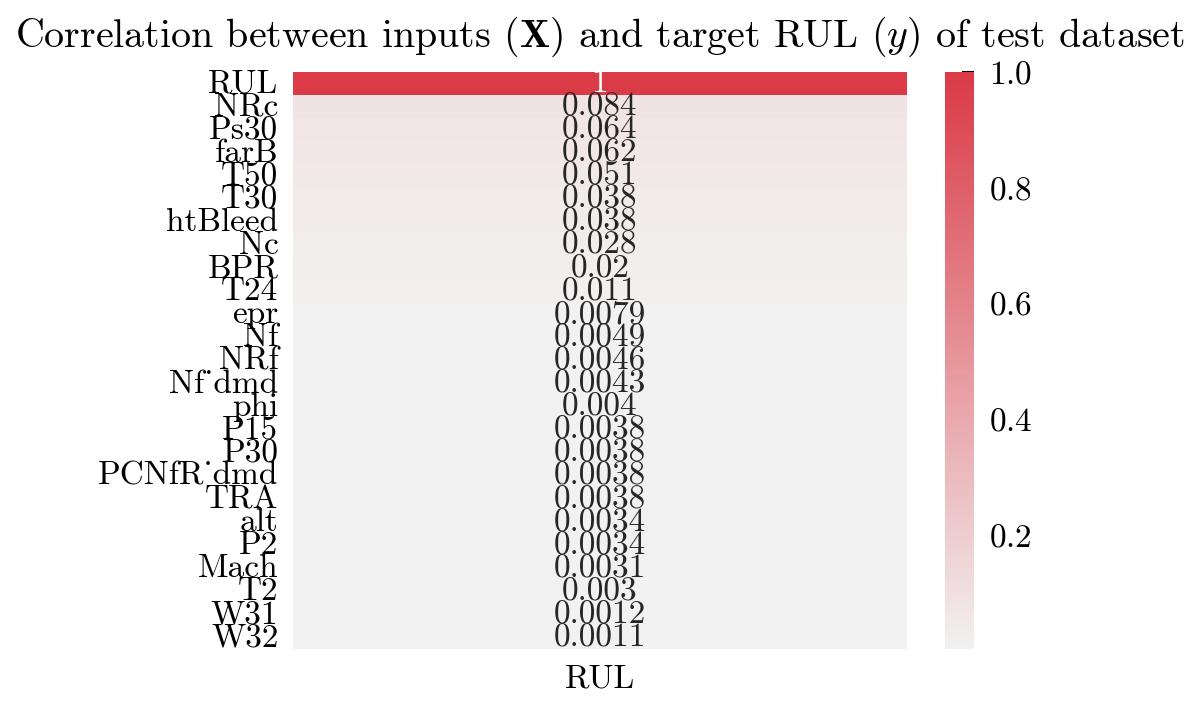 Correlation between inputs (X) and target RUL (y) of test dataset
RUL 1
NRc 0.084
Ps30 0.064
farB 0.062
T50 0.051
T30 0.038
htBleed 0.038
Nc 0.028
BPR 0.02
T24 0.011
epr 0.0079
Nf 0.0049
NRf 0.0046
Nf˙dmd 0.0043
phi 0.004
P15 0.0038
P30 0.0038
PCNfR˙dmd 0.0038
TRA 0.0038
alt 0.0034
P2 0.0034
Mach 0.0031
T2 0.003
W31 0.0012
W32 0.0011
RUL
1.0
0.8
0.6
0.4
0.2